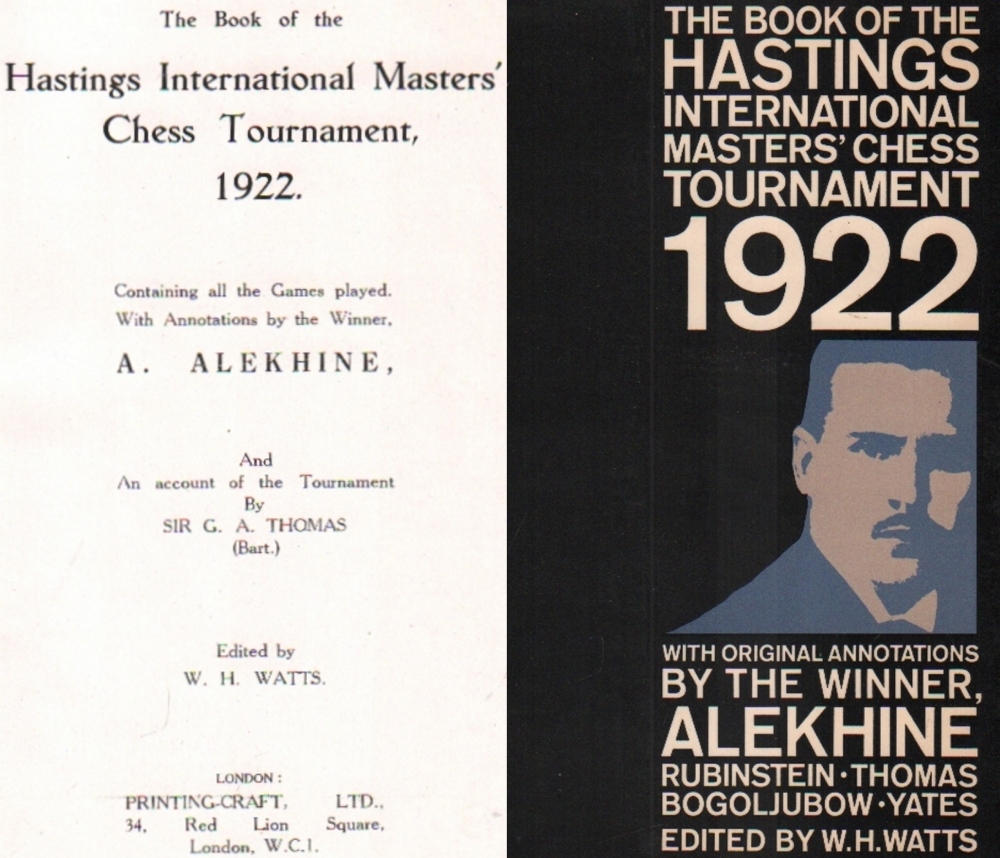 The Book of the
Hastings International Masters'
Chess Tournament,
1922.
Containing all the Games played.
With Annotations by the Winner,
A. ALEKHINE,
And
An account of the Tournament
By
SIR G. A. THOMAS
(Bart.)
Edited by
W. H. WATTS.
LONDON:
PRINTING-CRAFT, LTD.,
34, Red Lion Square,
London, W.C.1.
THE BOOK OF THE
HASTINGS
INTERNATIONAL
MASTERS' CHESS
TOURNAMENT
1922
WITH ORIGINAL ANNOTATIONS
BY THE WINNER,
ALEKHINE
RUBINSTEIN·THOMAS
BOGOLJUBOW·YATES
EDITED BY W.H.WATTS